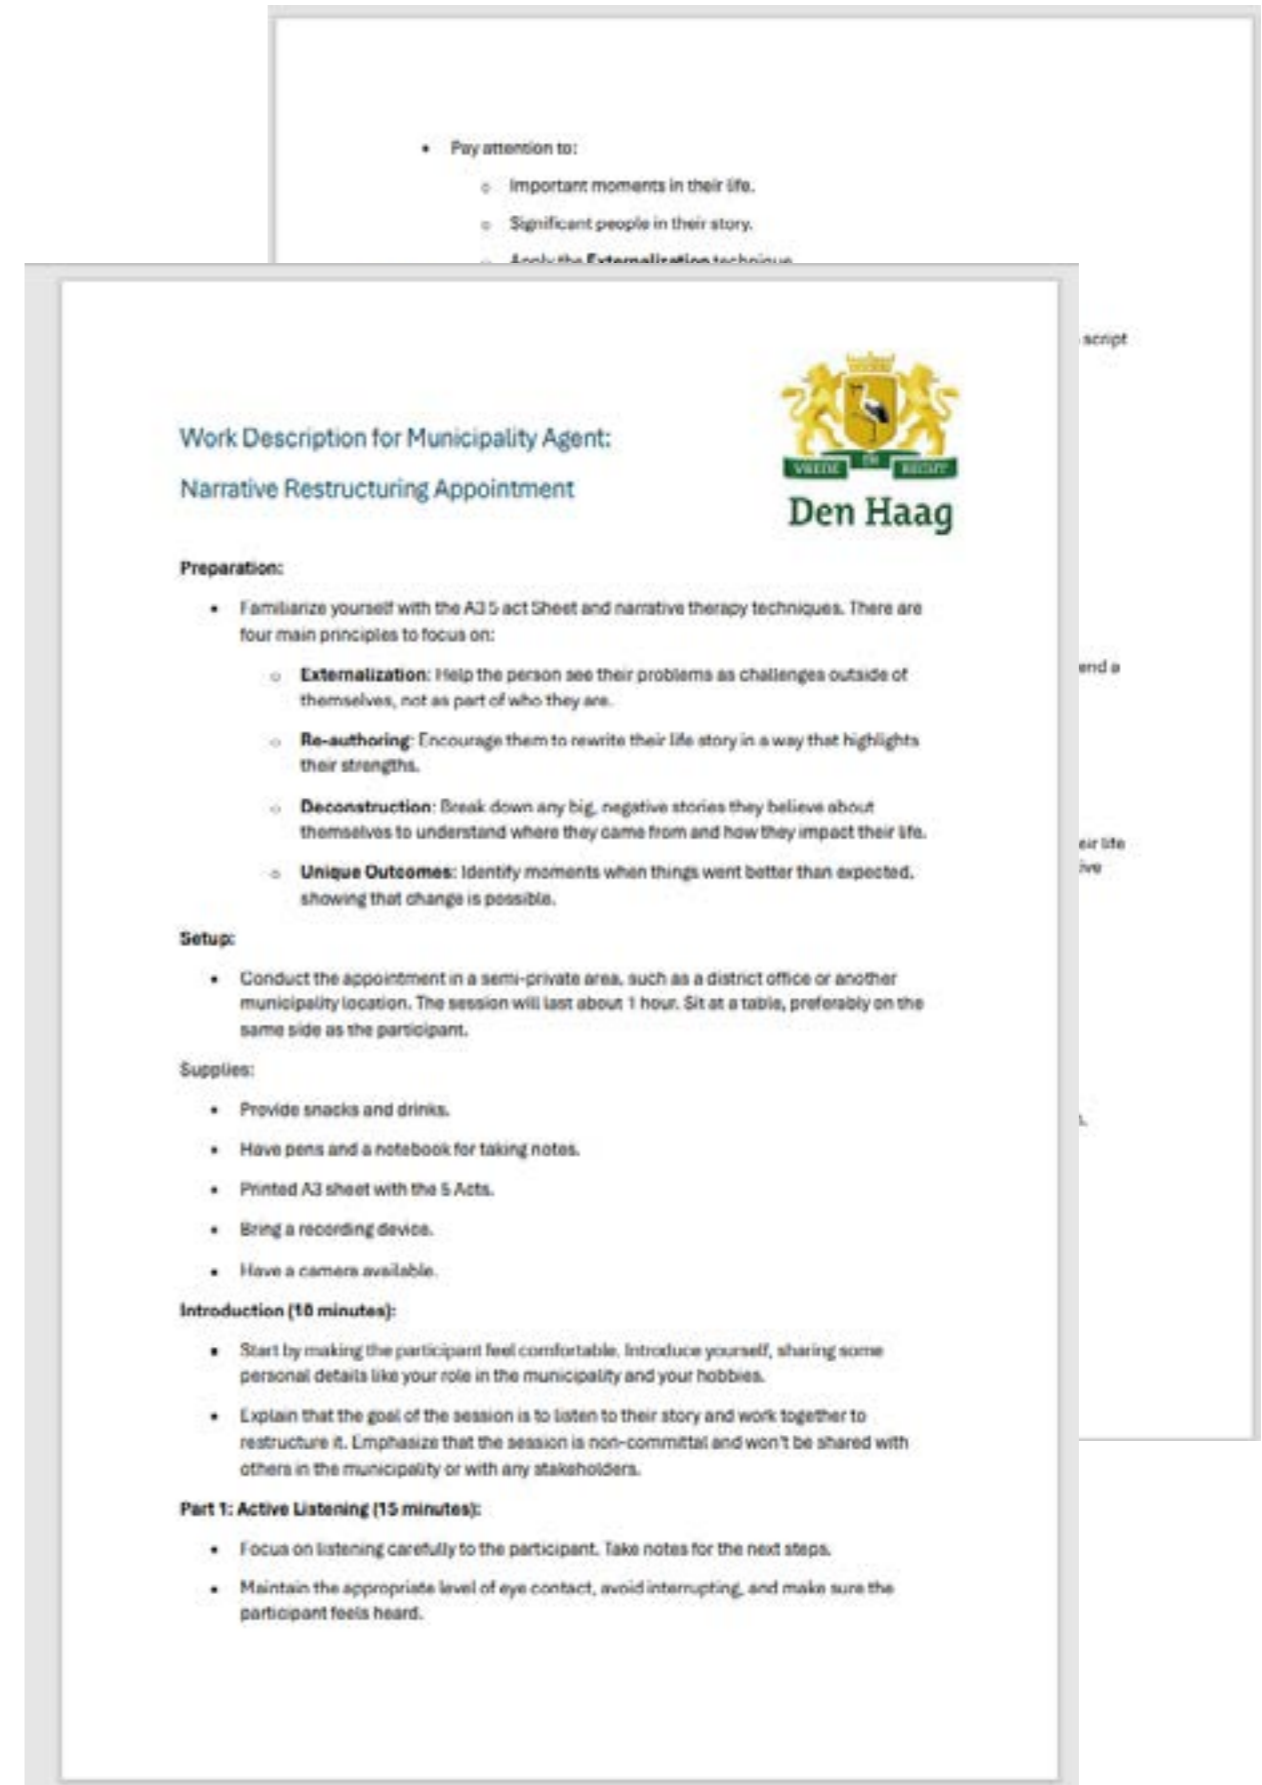 Pay attention to:
Important moments in their life.
Significant people in their story.
Apply the Externalization technique
script
end a
eir life
ive
s.
Work Description for Municipality Agent:
Narrative Restructuring Appointment
VREDE EN RECHT
Den Haag
Preparation:
Familiarize yourself with the A3 5 act Sheet and narrative therapy techniques. There are
four main principles to focus on:
Externalization: Help the person see their problems as challenges outside of
themselves, not as part of who they are.
Re-authoring: Encourage them to rewrite their life story in a way that highlights
their strengths.
Deconstruction: Break down any big, negative stories they believe about
themselves to understand where they came from and how they impact their life.
Unique Outcomes: Identify moments when things went better than expected,
showing that change is possible.
Setup:
Conduct the appointment in a semi-private area, such as a district office or another
municipality location. The session will last about 1 hour. Sit at a table, preferably on the
same side as the participant.
Supplies:
Provide snacks and drinks.
Have pens and a notebook for taking notes.
Printed A3 sheet with the 5 Acts.
Bring a recording device.
Have a camera available.
Introduction (10 minutes):
Start by making the participant feel comfortable. Introduce yourself, sharing some
personal details like your role in the municipality and your hobbies.
Explain that the goal of the session is to listen to their story and work together to
restructure it. Emphasize that the session is non-committal and won't be shared with
others in the municipality or with any stakeholders.
Part 1: Active Listening (15 minutes):
Focus on listening carefully to the participant. Take notes for the next steps.
Maintain the appropriate level of eye contact, avoid interrupting, and make sure the
participant feels heard.